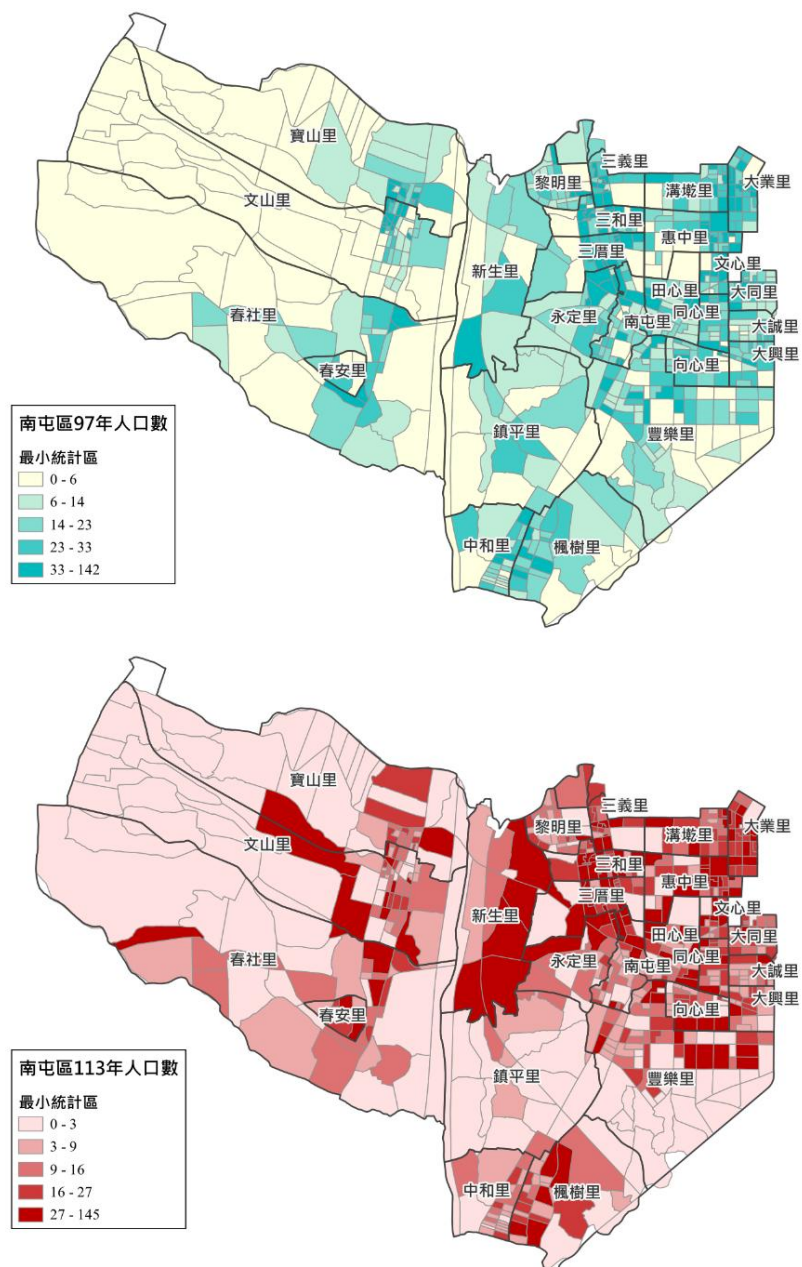 寶山里
三義里
黎明里
溝墘里
大業里
文山里
三和里
惠中里
三厝里
文心里
新生里
田心里
大同里
春社里
永定里
同心里
南屯里
大誠里
大興里
春安里
向心里
鎮平里
豐樂里
中和里
楓樹里
南屯區97年人口數
最小統計區
0 - 6
6 - 14
14 - 23
23 - 33
33 - 142
寶山里
三義里
黎明里
溝墘里
大業里
文山里
三和里
惠中里
三厝里
文心里
新生里
田心里
大同里
春社里
永定里
同心里
南屯里
大誠里
大興里
春安里
向心里
鎮平里
豐樂里
中和里
楓樹里
南屯區113年人口數
最小統計區
0 - 3
3 - 9
9 - 16
16 - 27
27 - 145